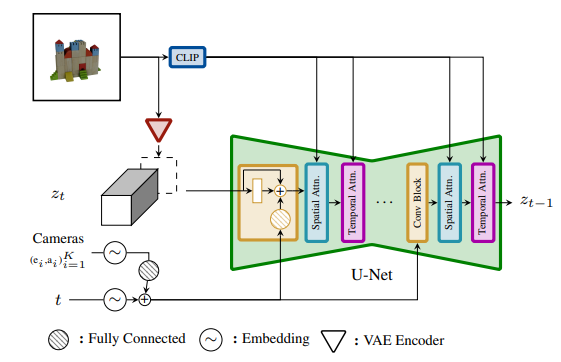 CLIP
z_t
Spatial Attn.
Temporal Attn.
...
Conv Block
Spatial Attn.
Temporal Attn.
z_{t-1}
Cameras
(e_i, a_i)_{i=1}^K
U-Net
t
~
~
+
+
: Fully Connected
~ : Embedding
: VAE Encoder